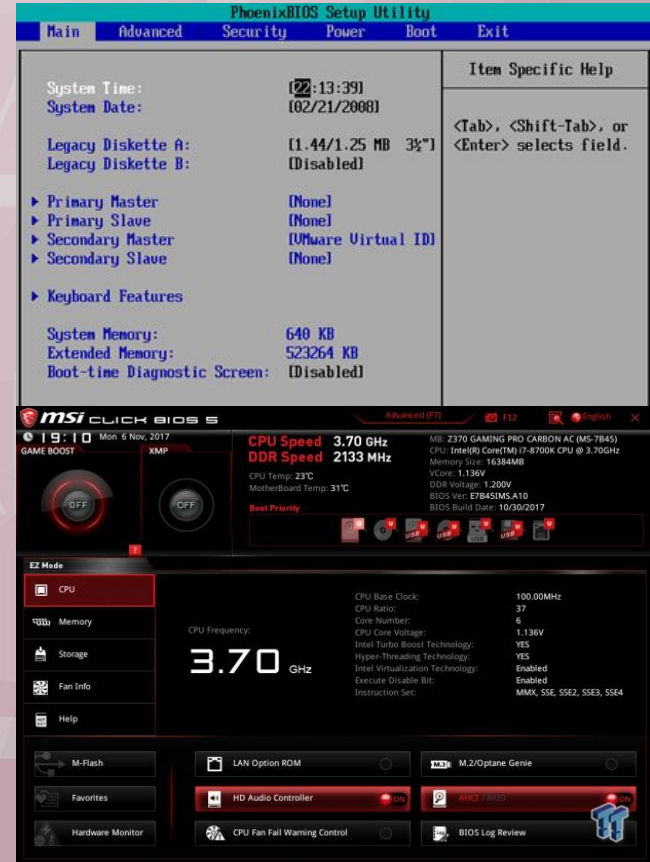 PhoenixBIOS Setup Utility
Main Advanced Security Power Boot Exit
Item Specific Help
System Time: [22:13:39]
System Date: [02/21/2008]
<Tab>, <Shift-Tab>, or
<Enter> selects field.
Legacy Diskette A: [1.44/1.25 MB 3½"]
Legacy Diskette B: [Disabled]
Primary Master [None]
Primary Slave [None]
Secondary Master [VMware Virtual ID]
Secondary Slave [None]
Keyboard Features
System Memory: 640 KB
Extended Memory: 523264 KB
Boot-time Diagnostic Screen: [Disabled]
msi CLICK BIOS 5
Advanced (F7) F12 English X
19:10 Mon 6 Nov, 2017
GAME BOOST XMP
OFF OFF
CPU Speed 3.70 GHz
DDR Speed 2133 MHz
CPU Temp: 23°C
MotherBoard Temp: 31°C
Boot Priority
MB: Z370 GAMING PRO CARBON AC (MS-7B45)
CPU: Intel(R) Core(TM) i7-8700K CPU @ 3.70GHz
Memory Size: 16384MB
VCore: 1.136V
DDR Voltage: 1.200V
BIOS Ver: E7B45IMS.A10
BIOS Build Date: 10/30/2017
U U USB U U USB U USB U U
?
EZ Mode
CPU
Memory
Storage
Fan Info
Help
CPU Frequency:
3.70 GHz
CPU Base Clock: 100.00MHz
CPU Ratio: 37
Core Number: 6
CPU Core Voltage: 1.136V
Intel Turbo Boost Technology: YES
Hyper-Threading Technology: YES
Intel Virtualization Technology: Enabled
Execute Disable Bit: Enabled
Instruction Set: MMX, SSE, SSE2, SSE3, SSE4
M-Flash
Favorites
Hardware Monitor
LAN Option ROM
HD Audio Controller ON
CPU Fan Fail Warning Control
M.2 M.2/Optane Genie
AHCI /RAID ON
BIOS Log Review